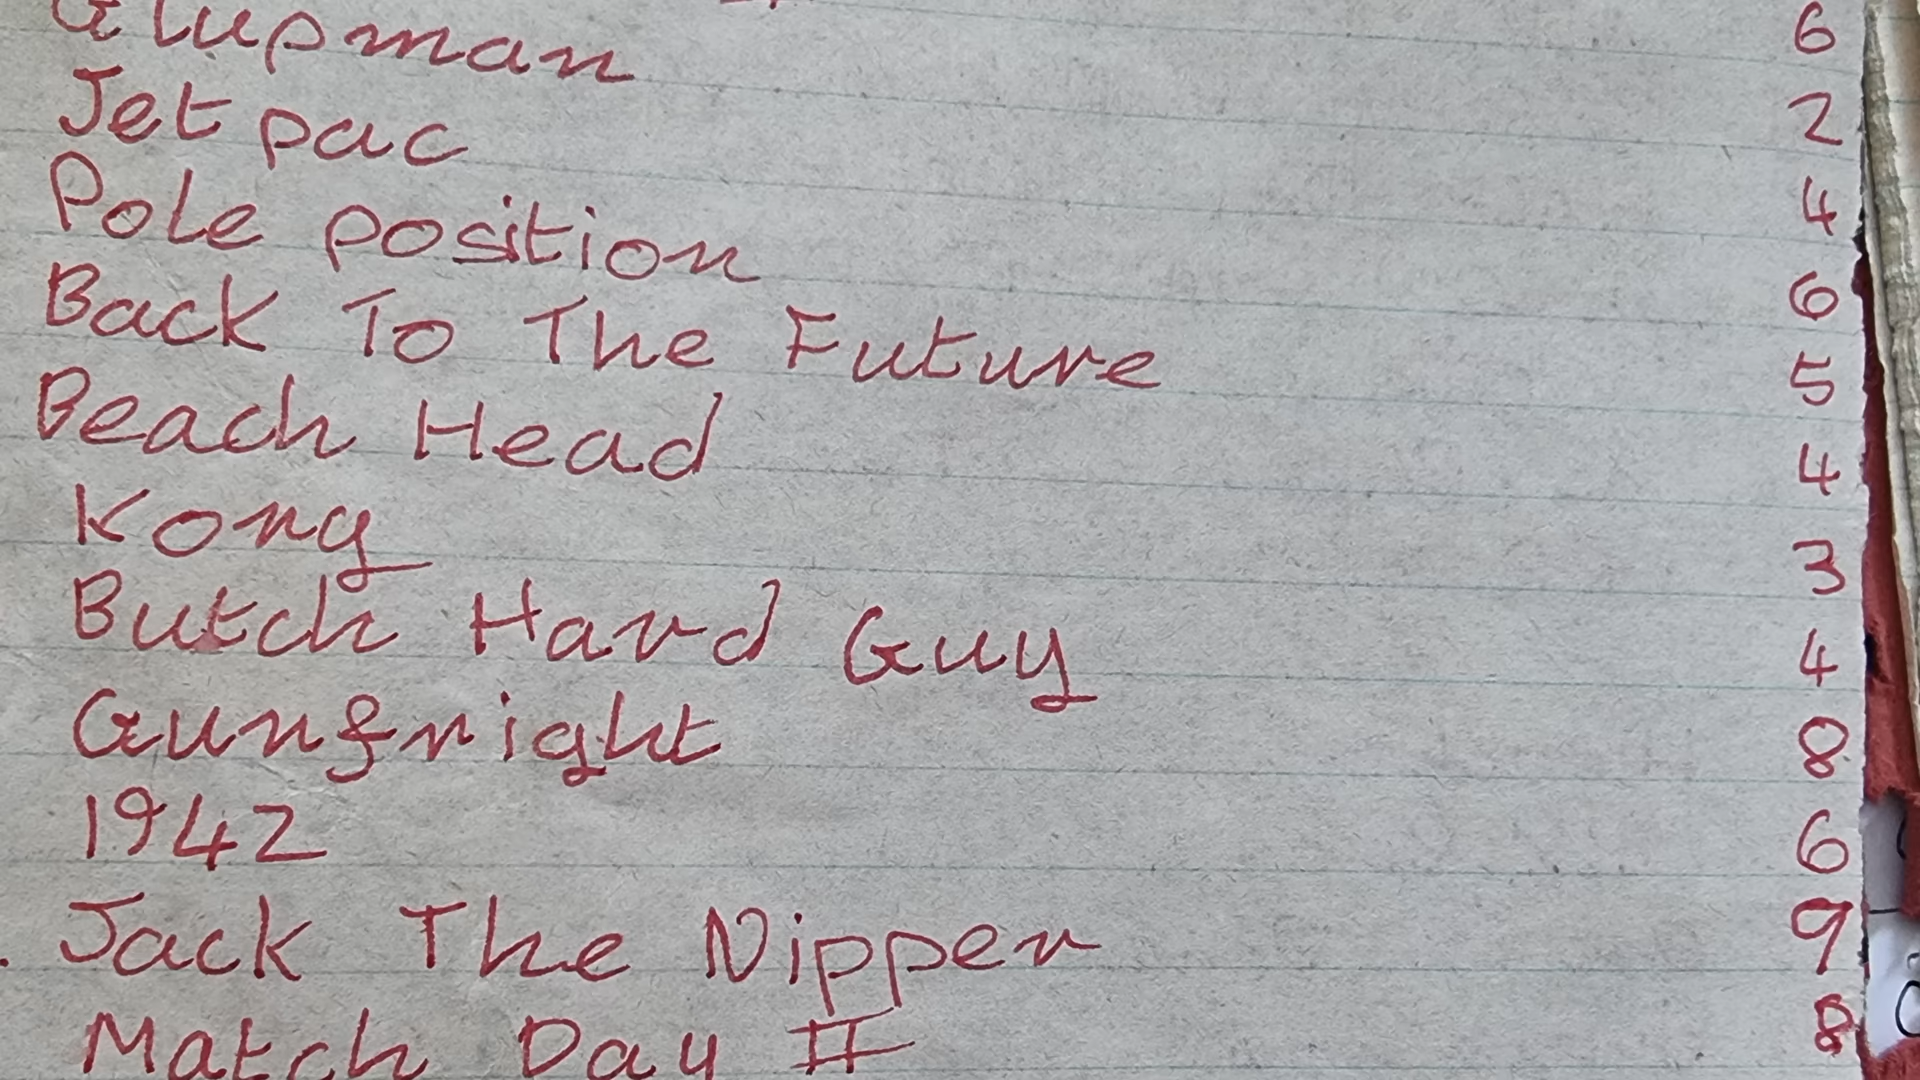 6
Glupman 2
Jetpac 4
Pole position 6
Back To The Future 5
Beach Head 4
Kong 3
Butch Hard Guy 4
Gunfright 8
1942 6
. Jack The Nipper 9
Match Day II 8